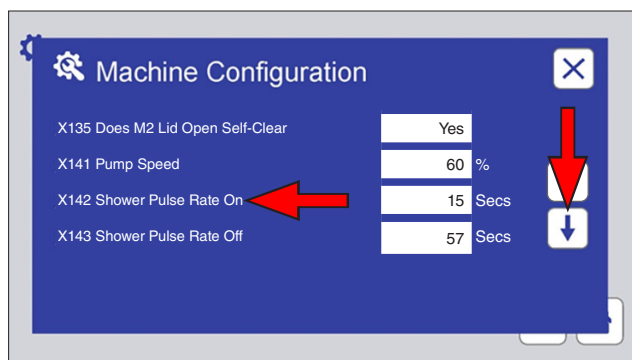 Machine Configuration
X135 Does M2 Lid Open Self-Clear Yes
X141 Pump Speed 60 %
X142 Shower Pulse Rate On 15 Secs
X143 Shower Pulse Rate Off 57 Secs